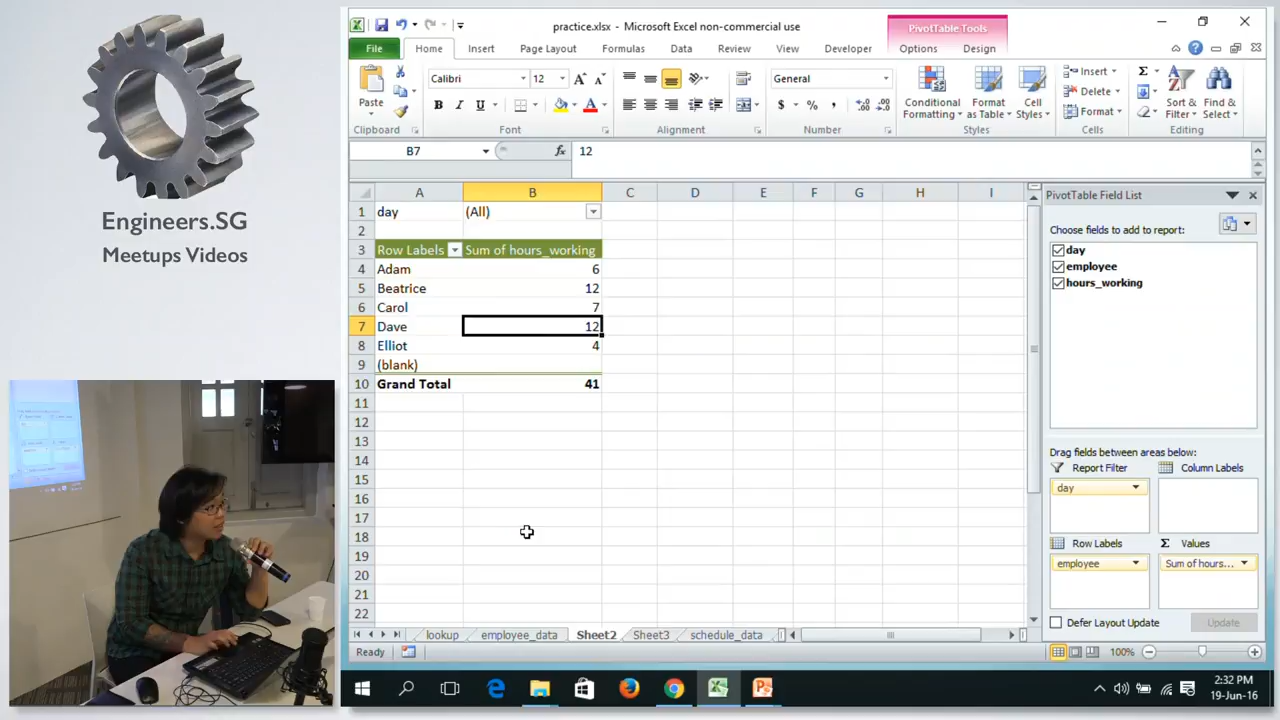 Engineers.SG
Meetups Videos
practice.xlsx - Microsoft Excel non-commercial use
PivotTable Tools
File Home Insert Page Layout Formulas Data Review View Developer Options Design
Paste
Calibri 12
B I U A
General
$ % ,
Conditional Formatting
Format as Table
Cell Styles
Insert
Delete
Format
Sort & Filter
Find & Select
Clipboard Font Alignment Number Styles Cells Editing
B7 fx 12
A B C D E F G H I
1 day (All)
2
3 Row Labels Sum of hours_working
4 Adam 6
5 Beatrice 12
6 Carol 7
7 Dave 12
8 Elliot 4
9 (blank)
10 Grand Total 41
11
12
13
14
15
16
17
18
19
20
21
22
PivotTable Field List
Choose fields to add to report:
day
employee
hours_working
Drag fields between areas below:
Report Filter Column Labels
day
Row Labels Σ Values
employee Sum of hours...
Defer Layout Update Update
lookup employee_data Sheet2 Sheet3 schedule_data
Ready 100%
2:32 PM
19-Jun-16